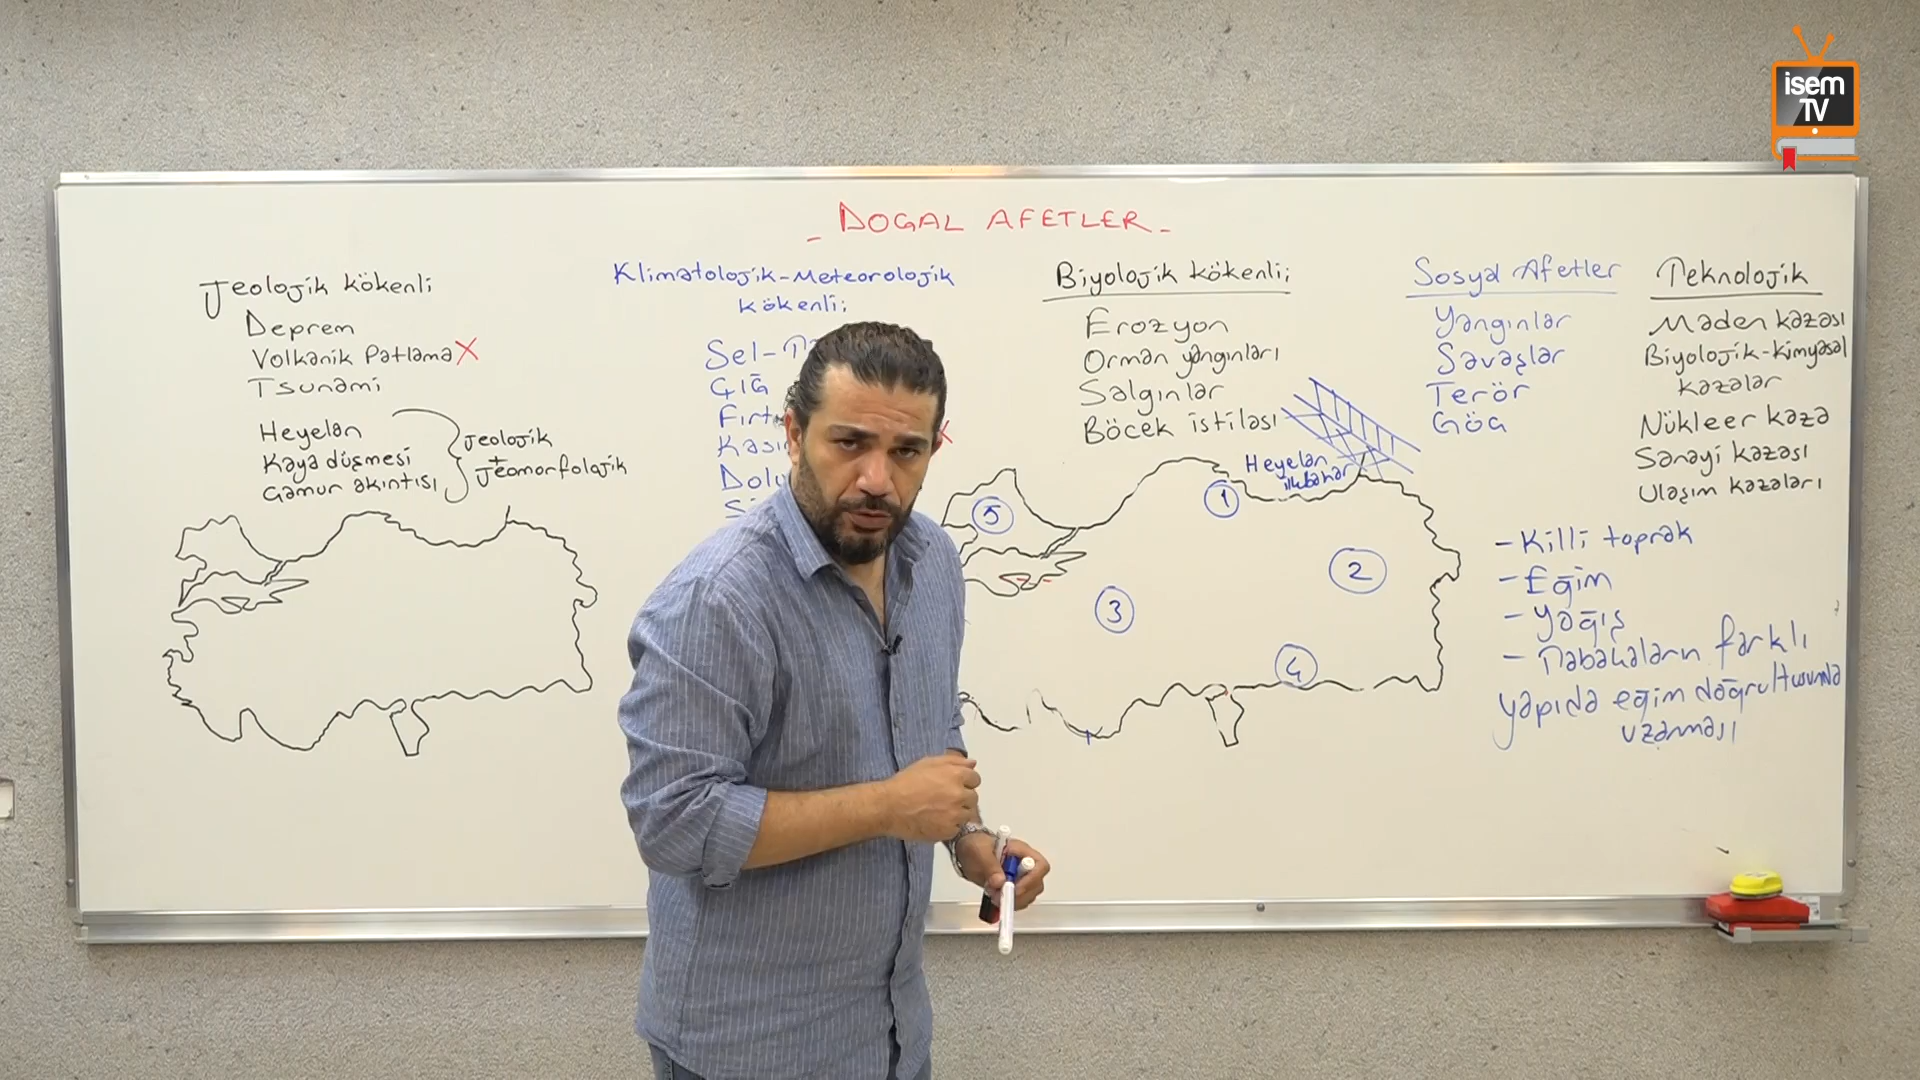 isem
TV
- DOĞAL AFETLER -
Jeolojik kökenli
Deprem
Volkanik Patlama X
Tsunami
Heyelan
Kaya düşmesi
Çamur akıntısı
Jeolojik
+
Jeomorfolojik
Klimatolojik-Meteorolojik
kökenli;
Sel-
ÇIĞ
Biyolojik kökenli;
Erozyon
Orman yangınları
Salgınlar
Böcek istilası
Sosyal Afetler
Yangınlar
Savaşlar
Terör
Göç
Teknolojik
Maden kazası
Biyolojik-kimyasal
kazalar
Nükleer kaza
Sanayi kazası
Ulaşım kazaları
Heyelan
ilkbahar
5
1
2
3
4
- Killi toprak
- Eğim
- Yağış
- Tabakaların farklı
yapıda eğim doğrultusunda
uzanması